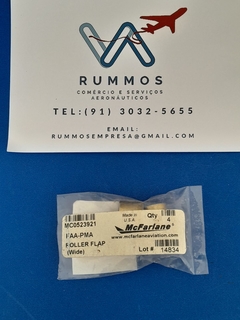 RUMMOS
COMÉRCIO E SERVIÇOS
AERONÁUTICOS
TEL:(91) 3032-5655
EMAIL:
RUMMOSEMPRESA@GMAIL.COM
MC0523921
Made in
U.S.A
Qty
4
FAA-PMA
McFarlane
www.mcfarlaneaviation.com
ROLLER FLAP
(Wide)
Lot # 14834